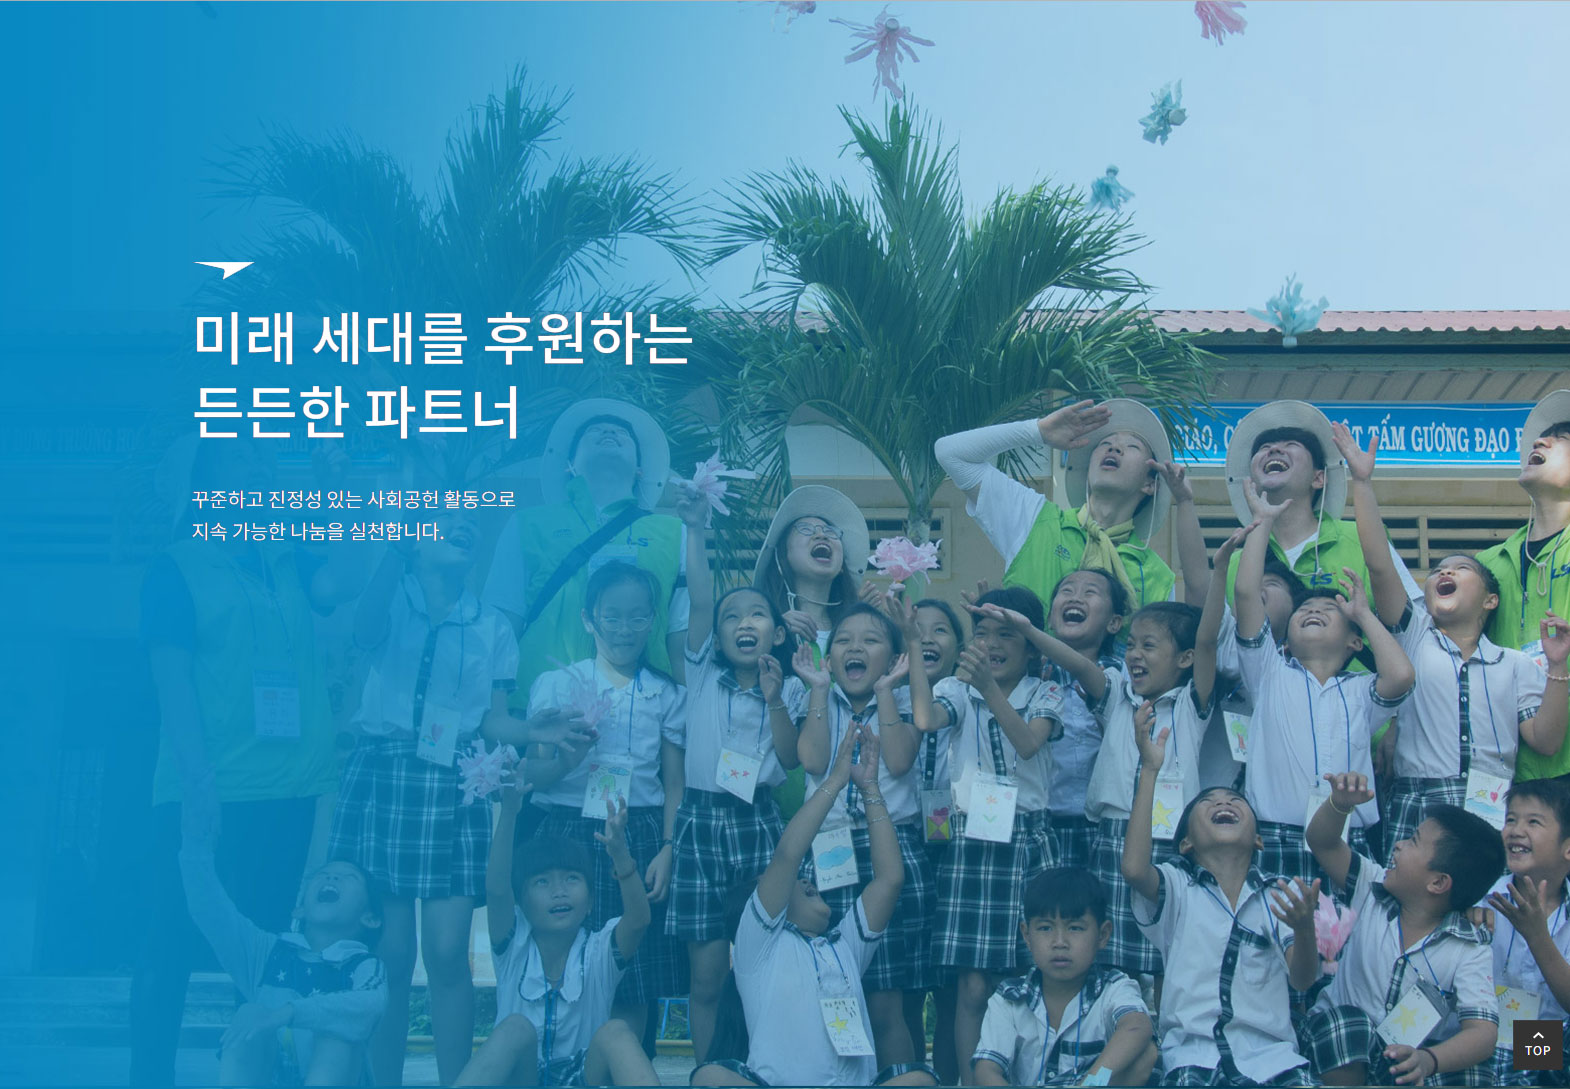 미래 세대를 후원하는
든든한 파트너
꾸준하고 진정성 있는 사회공헌 활동으로
지속 가능한 나눔을 실천합니다.
TẤM GƯƠNG ĐẠO
LS
LS
TOP